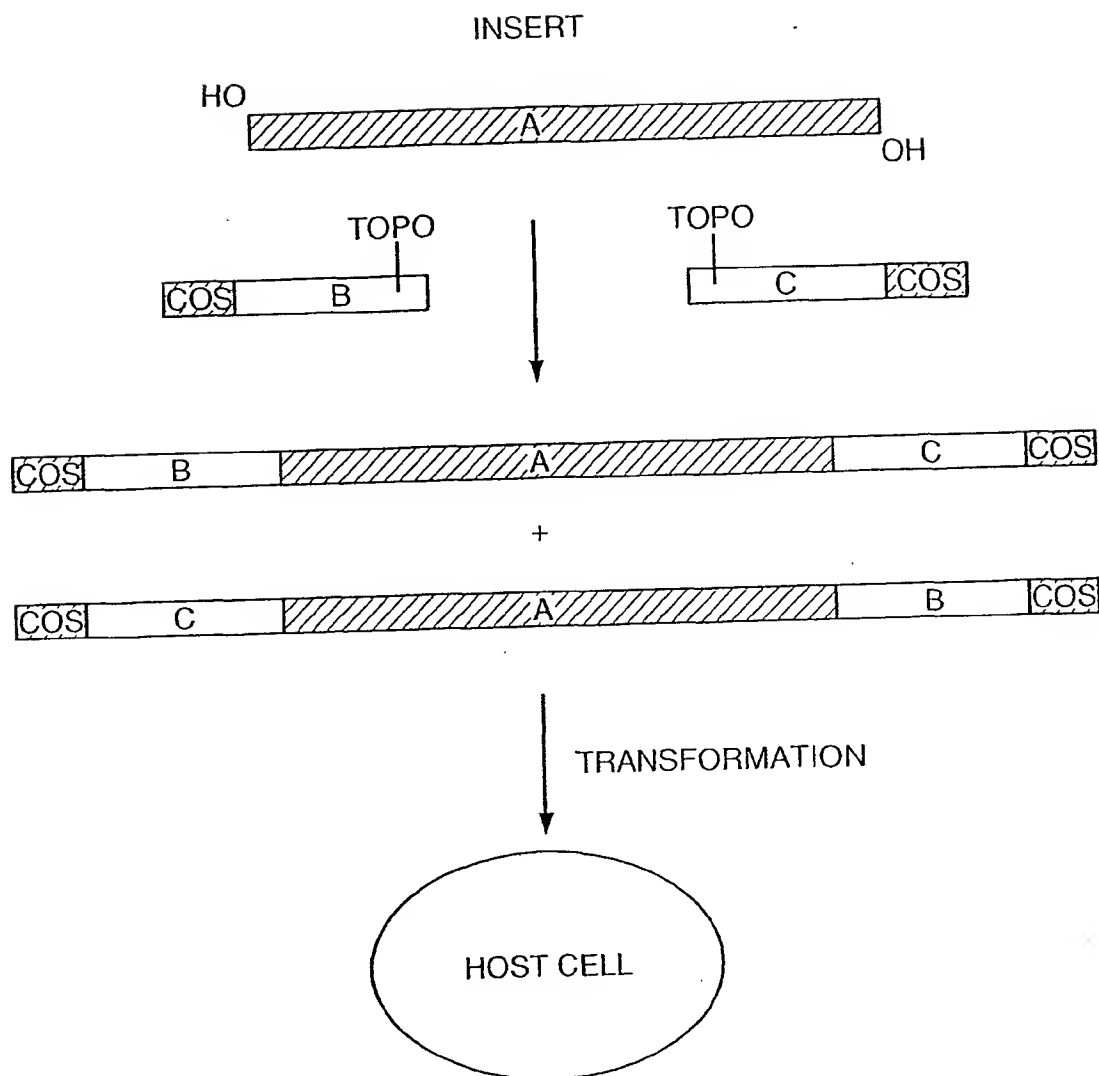 INSERT
HO
A
OH
TOPO
TOPO
COS B
C COS
COS B A C COS
+
COS C A B COS
TRANSFORMATION
HOST CELL